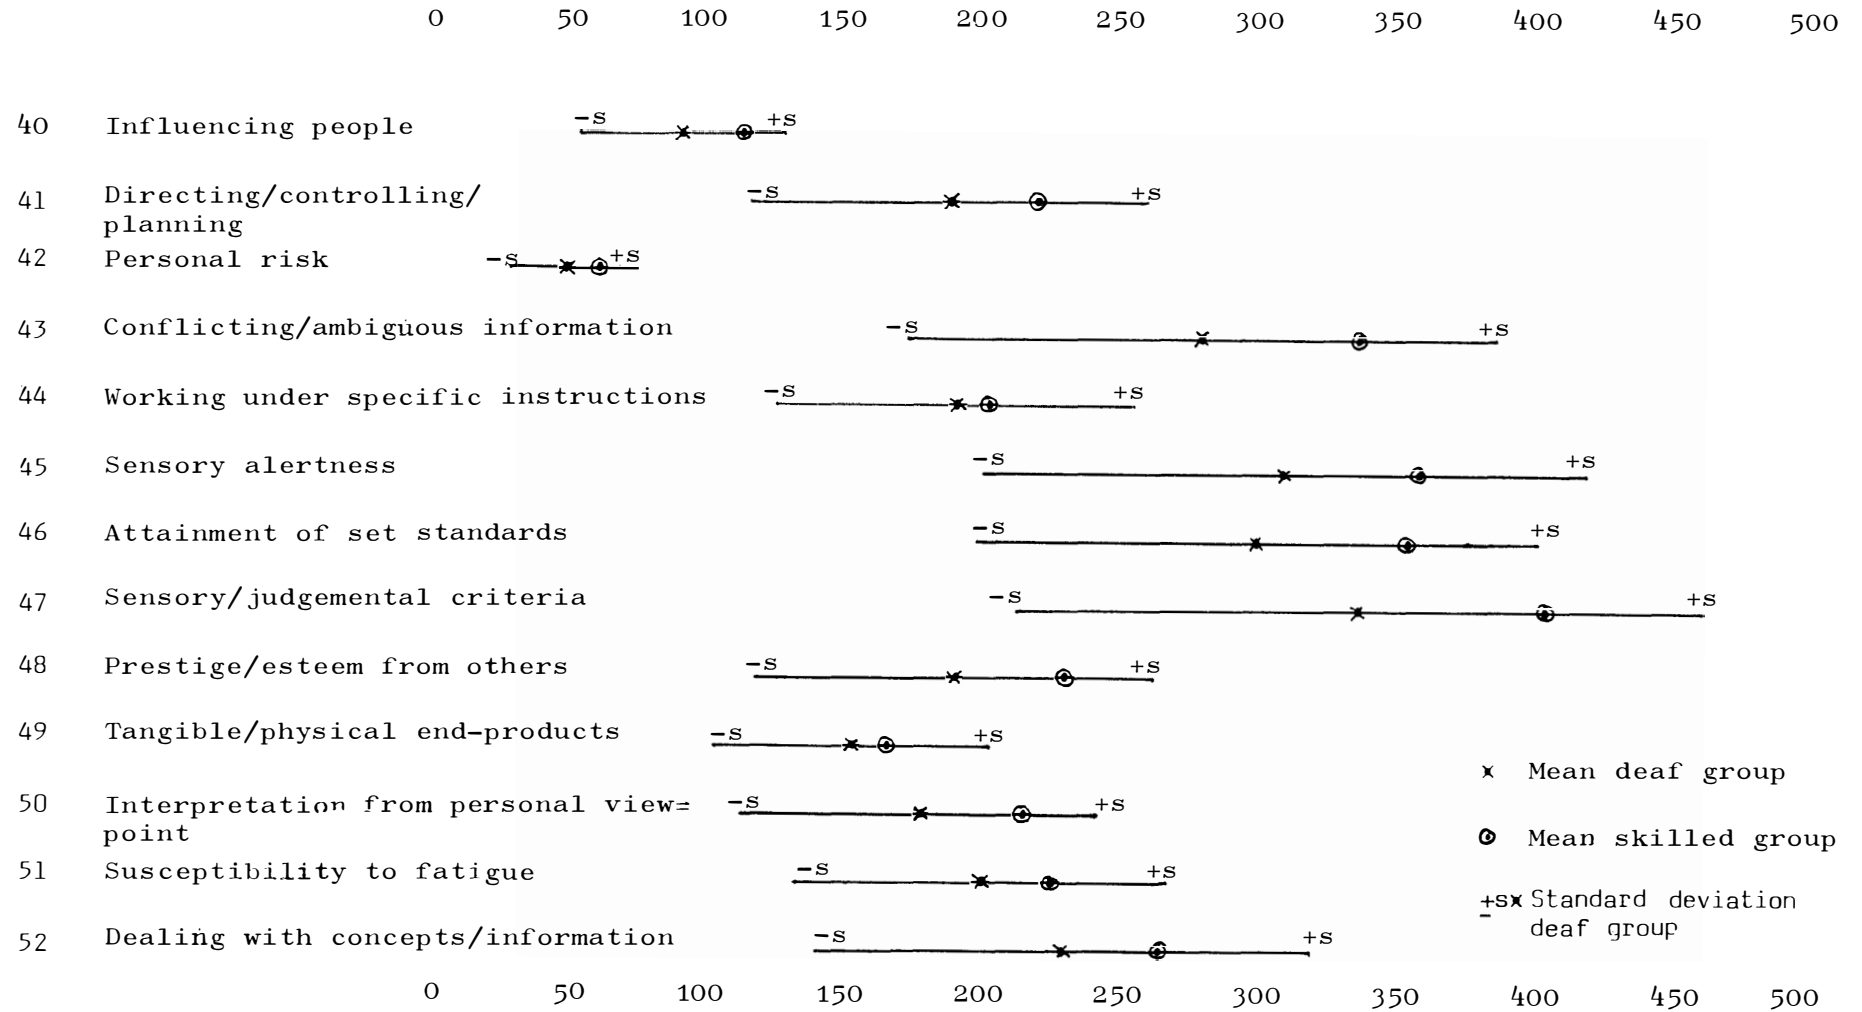 0 50 100 150 200 250 300 350 400 450 500
-s +s
40 Influencing people
-s +s
41 Directing/controlling/
planning
42 Personal risk -s +s
43 Conflicting/ambiguous information -s +s
44 Working under specific instructions -s +s
45 Sensory alertness -s +s
46 Attainment of set standards -s +s
47 Sensory/judgemental criteria -s +s
48 Prestige/esteem from others -s +s
49 Tangible/physical end-products -s +s
50 Interpretation from personal view= -s +s
point
51 Susceptibility to fatigue -s +s
52 Dealing with concepts/information -s +s
x Mean deaf group
Mean skilled group
±sx Standard deviation
deaf group
0 50 100 150 200 250 300 350 400 450 500